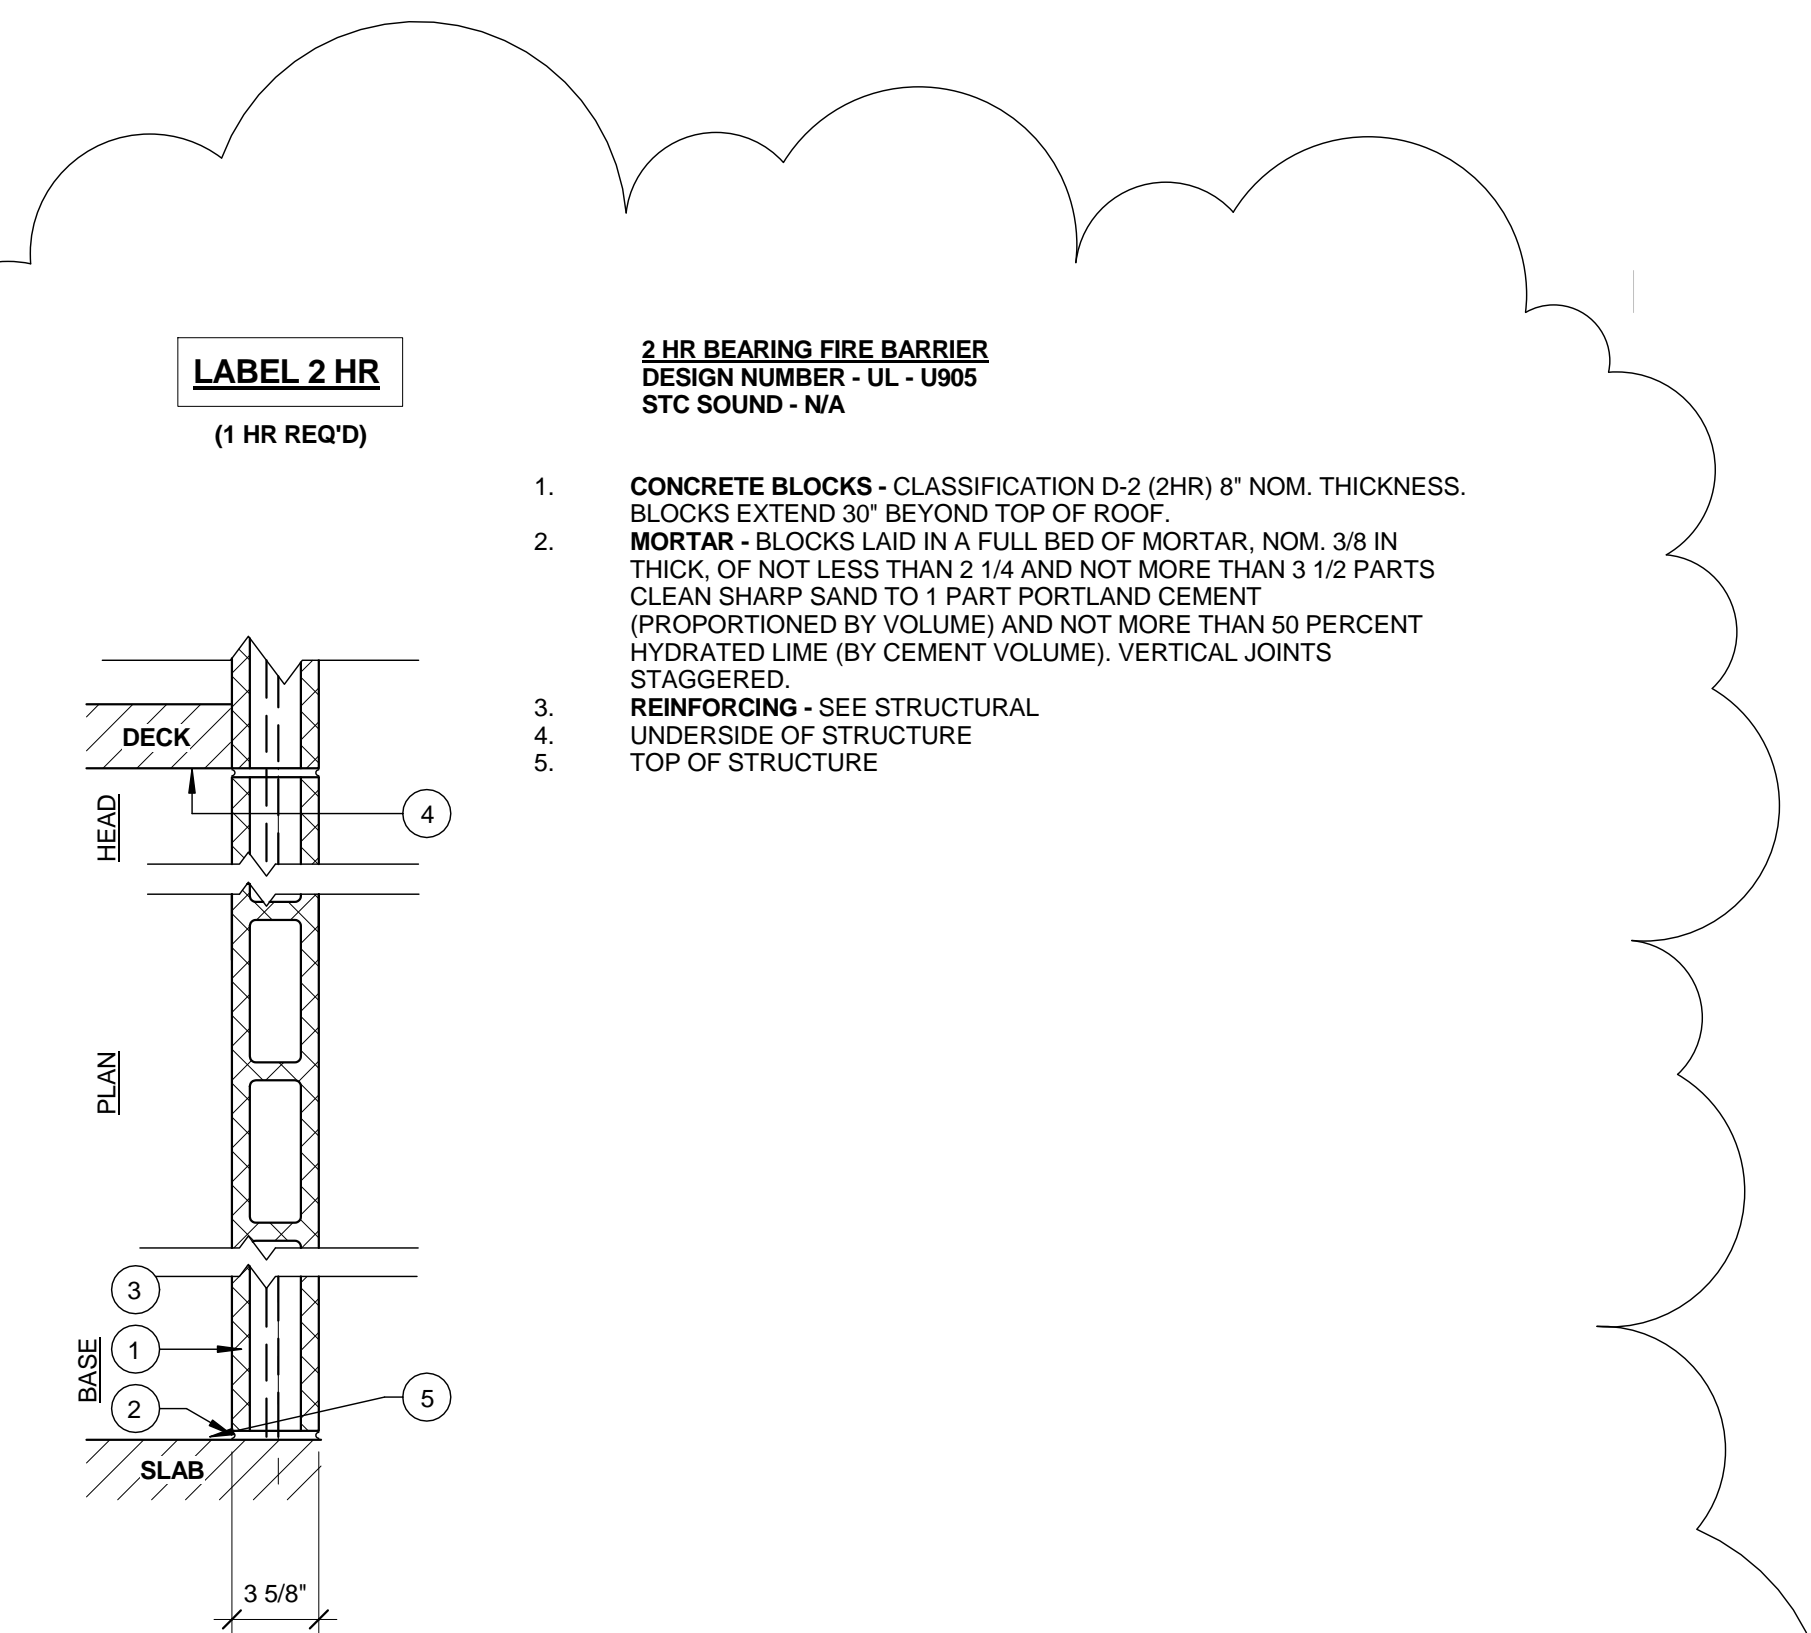 LABEL 2 HR
(1 HR REQ'D)
2 HR BEARING FIRE BARRIER
DESIGN NUMBER - UL - U905
STC SOUND - N/A
1. CONCRETE BLOCKS - CLASSIFICATION D-2 (2HR) 8" NOM. THICKNESS.
BLOCKS EXTEND 30" BEYOND TOP OF ROOF.
2. MORTAR - BLOCKS LAID IN A FULL BED OF MORTAR, NOM. 3/8 IN
THICK, OF NOT LESS THAN 2 1/4 AND NOT MORE THAN 3 1/2 PARTS
CLEAN SHARP SAND TO 1 PART PORTLAND CEMENT
(PROPORTIONED BY VOLUME) AND NOT MORE THAN 50 PERCENT
HYDRATED LIME (BY CEMENT VOLUME). VERTICAL JOINTS
STAGGERED.
3. REINFORCING - SEE STRUCTURAL
4. UNDERSIDE OF STRUCTURE
5. TOP OF STRUCTURE
DECK
HEAD
4
PLAN
3
BASE
1
2
5
SLAB
3 5/8"